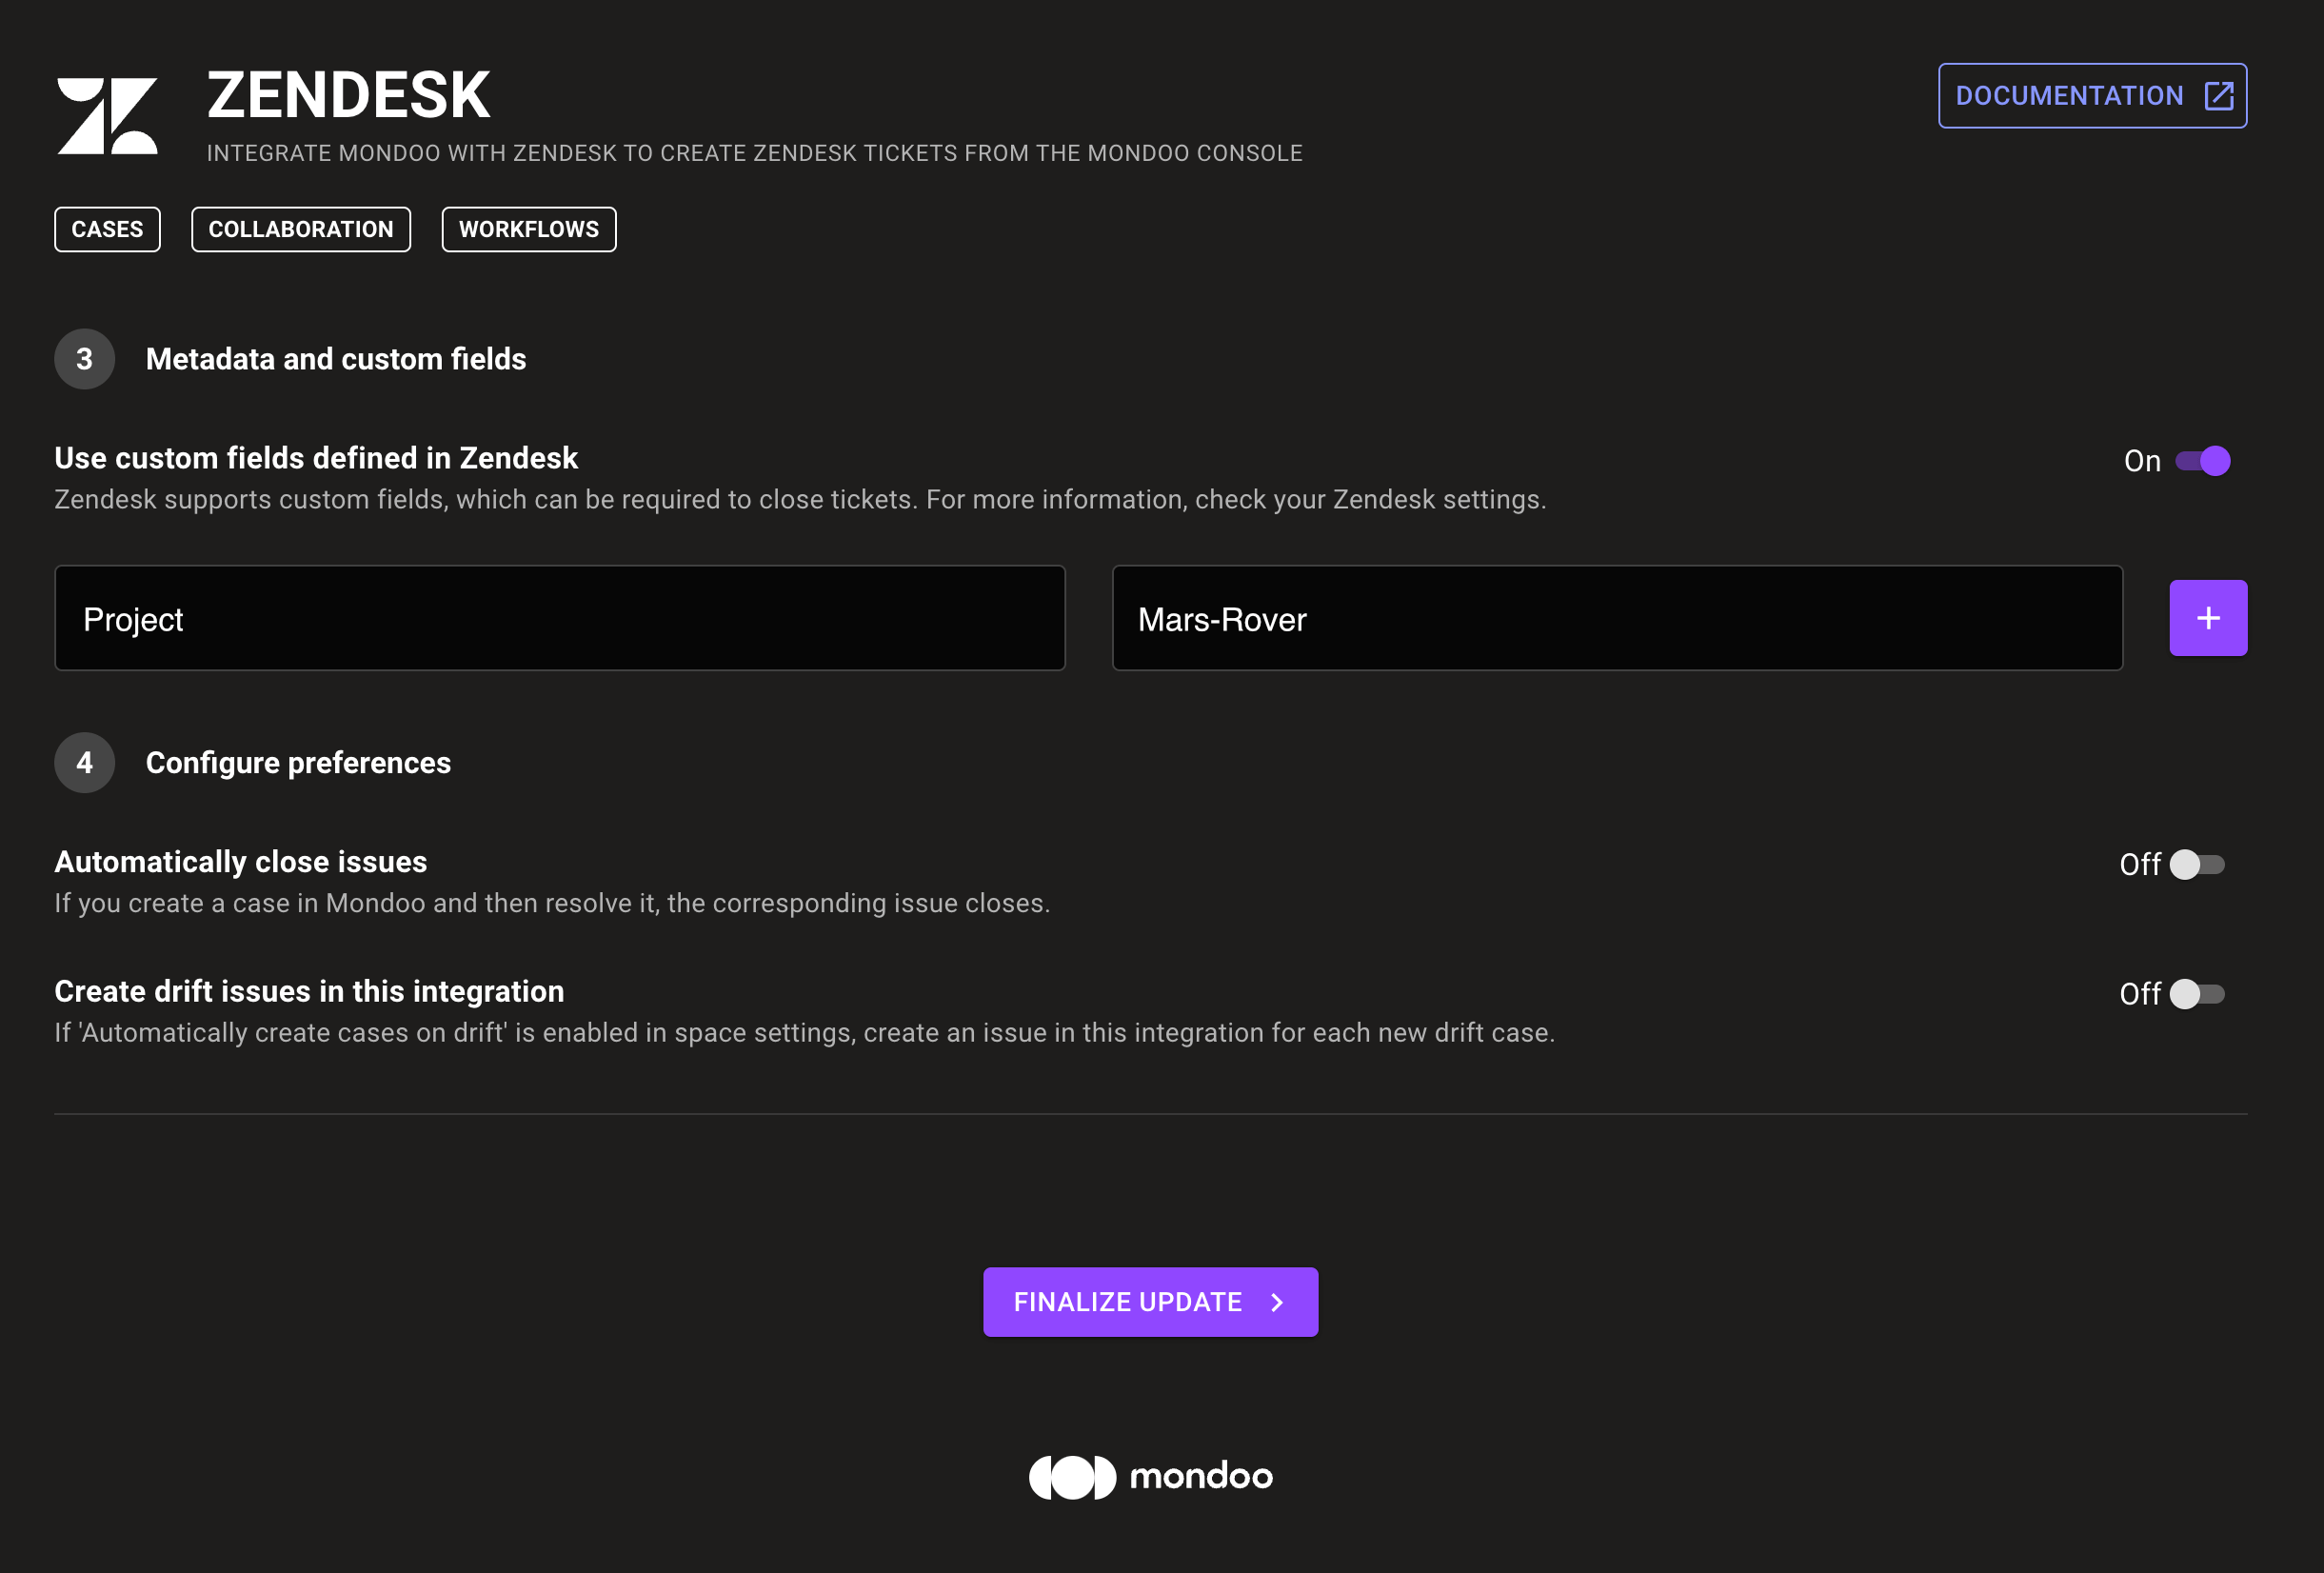 ZENDESK
DOCUMENTATION
INTEGRATE MONDOO WITH ZENDESK TO CREATE ZENDESK TICKETS FROM THE MONDOO CONSOLE
CASES COLLABORATION WORKFLOWS
3 Metadata and custom fields
Use custom fields defined in Zendesk
On
Zendesk supports custom fields, which can be required to close tickets. For more information, check your Zendesk settings.
Project Mars-Rover +
4 Configure preferences
Automatically close issues
Off
If you create a case in Mondoo and then resolve it, the corresponding issue closes.
Create drift issues in this integration
Off
If 'Automatically create cases on drift' is enabled in space settings, create an issue in this integration for each new drift case.
FINALIZE UPDATE
mondoo